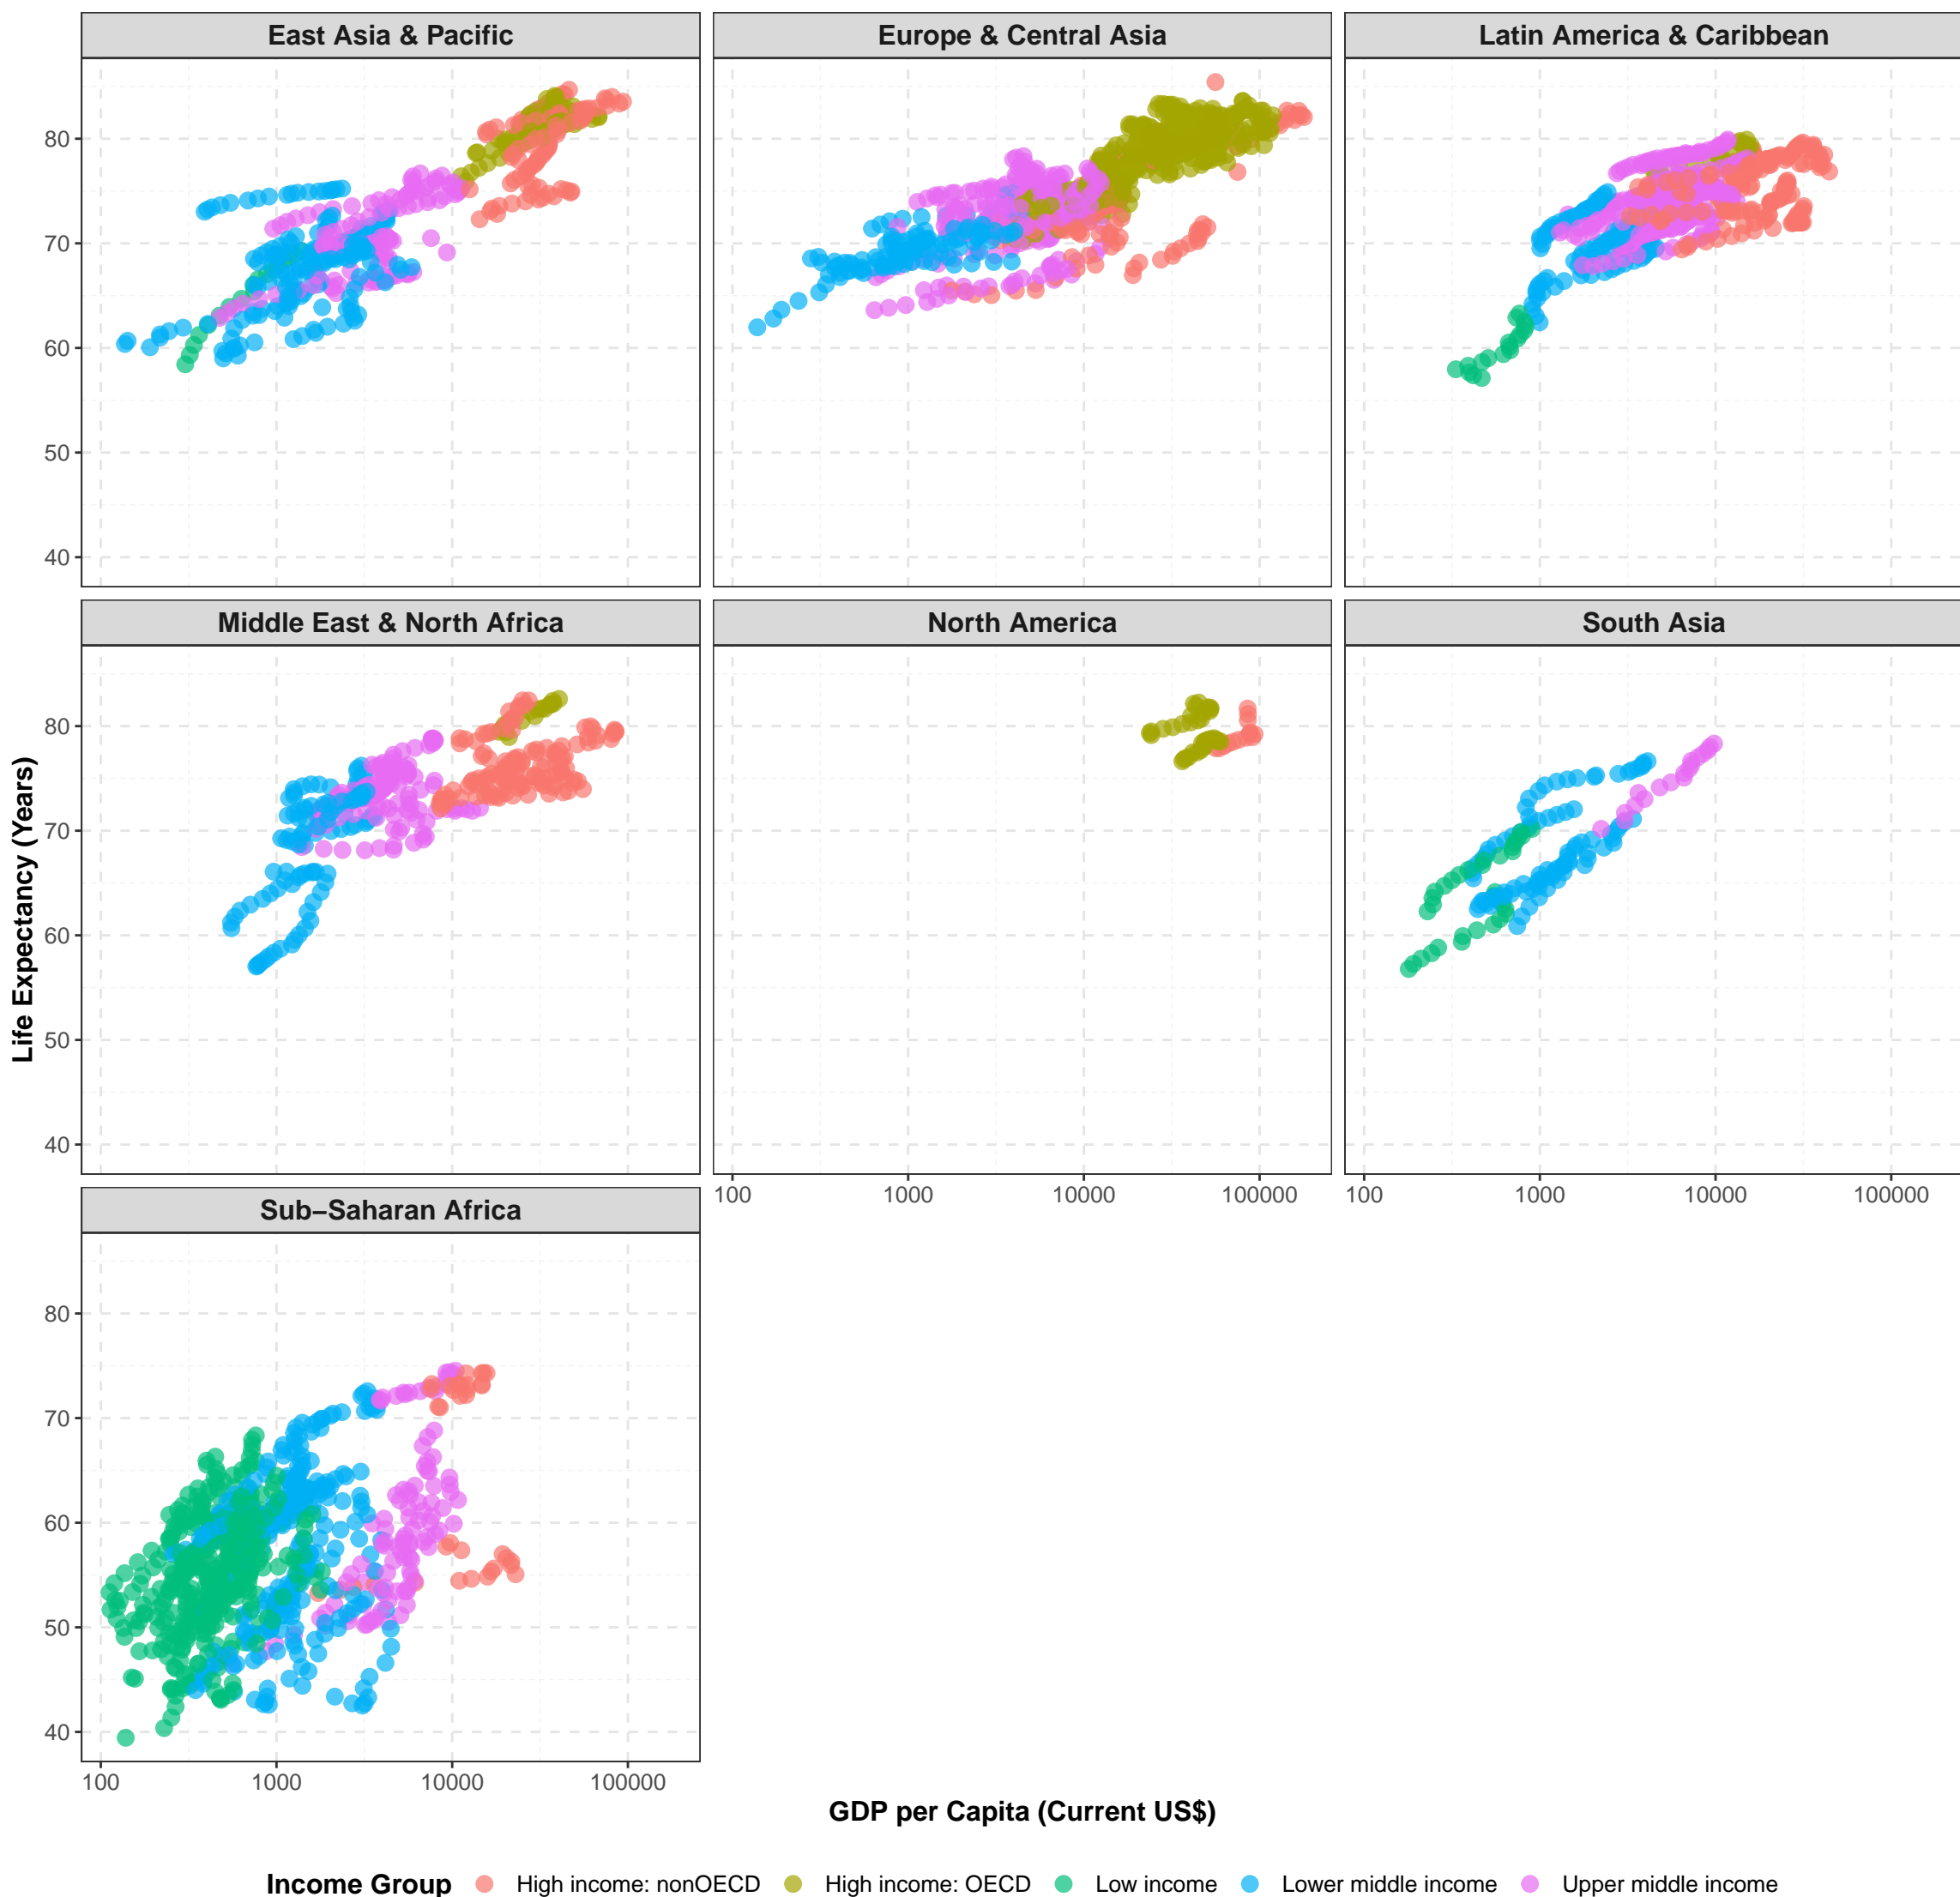 East Asia & Pacific
Europe & Central Asia
Latin America & Caribbean
80
70
60
50
40
Middle East & North Africa
North America
South Asia
80
70
60
50
40
Life Expectancy (Years)
100 1000 10000 100000
100 1000 10000 100000
Sub−Saharan Africa
80
70
60
50
40
100 1000 10000 100000
GDP per Capita (Current US$)
Income Group High income: nonOECD High income: OECD Low income Lower middle income Upper middle income